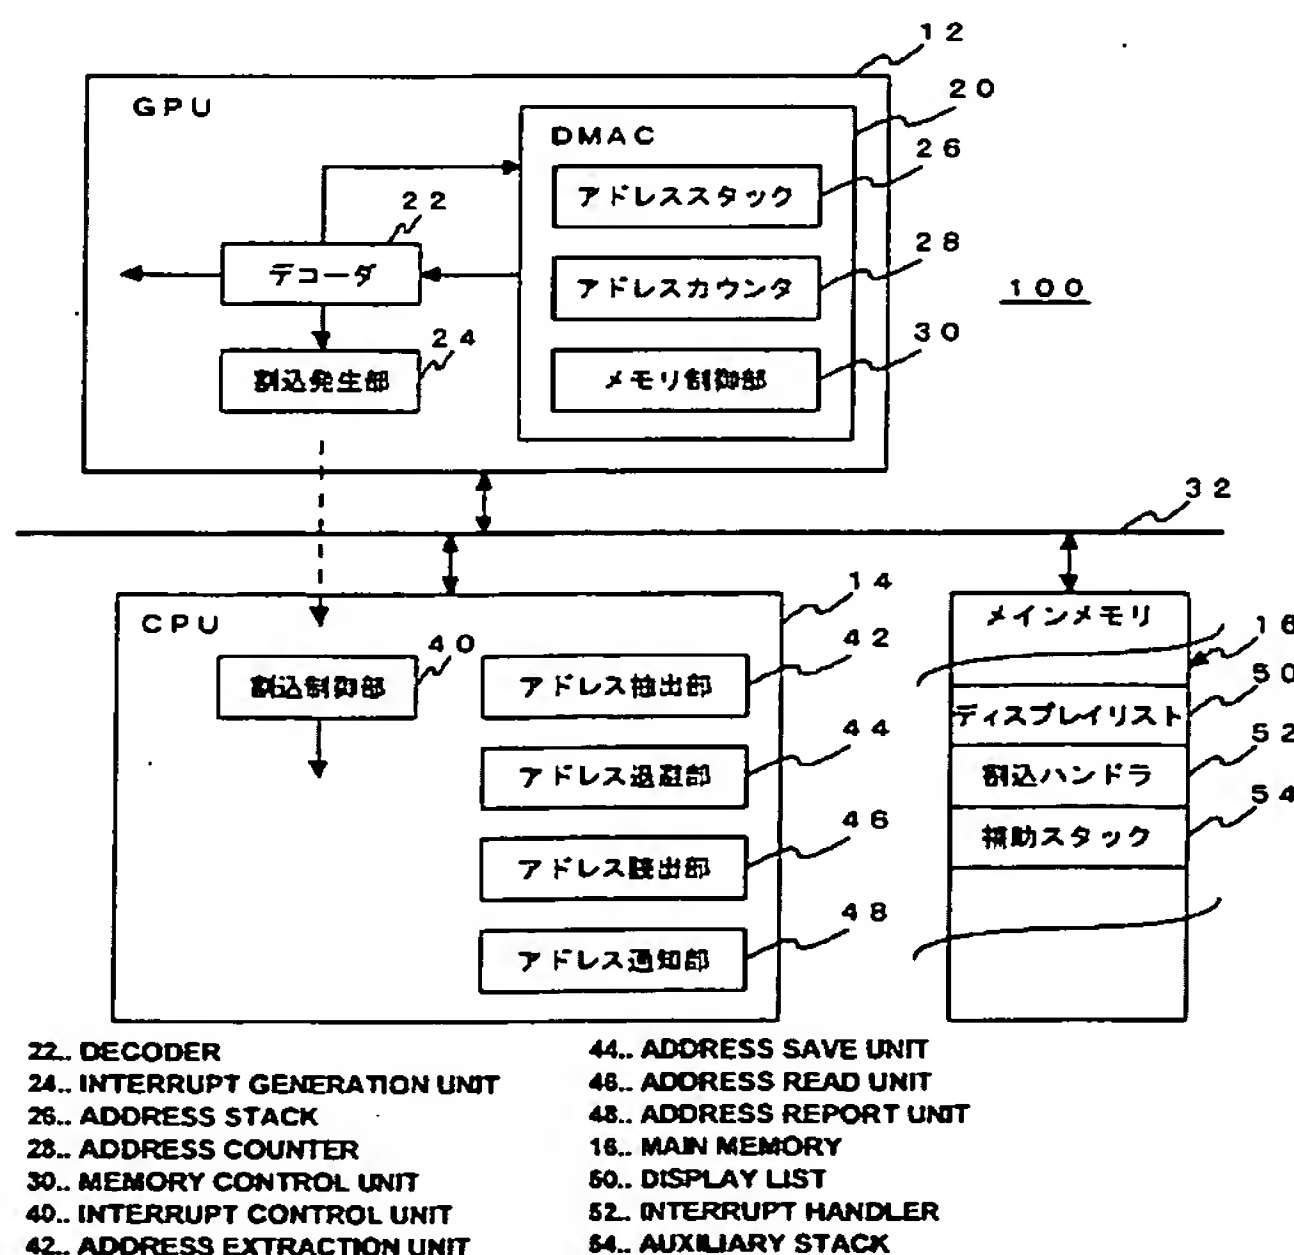 12
GPU
20
DMAC
26
アドレススタック
22
28
デコーダ
アドレスカウンタ
100
24
30
割込発生部
メモリ制御部
32
14
CPU
メインメモリ
16
40
42
割込制御部
アドレス抽出部
50
ディスプレイリスト
44
52
アドレス退避部
割込ハンドラ
54
46
補助スタック
アドレス読出部
48
アドレス通知部
22.. DECODER
24.. INTERRUPT GENERATION UNIT
26.. ADDRESS STACK
28.. ADDRESS COUNTER
30.. MEMORY CONTROL UNIT
40.. INTERRUPT CONTROL UNIT
42.. ADDRESS EXTRACTION UNIT
44.. ADDRESS SAVE UNIT
46.. ADDRESS READ UNIT
48.. ADDRESS REPORT UNIT
16.. MAIN MEMORY
50.. DISPLAY LIST
52.. INTERRUPT HANDLER
54.. AUXILIARY STACK